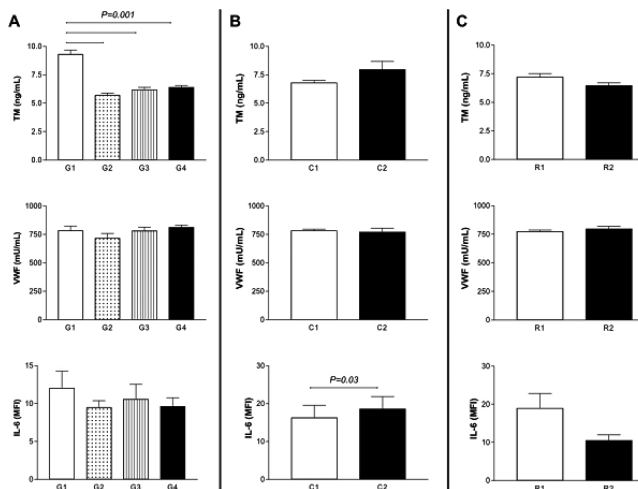 A
P=0.001
TM (ng/mL)
10.0
7.5
5.0
2.5
0.0
G1 G2 G3 G4
VWF (mU/mL)
1000
750
500
250
0
G1 G2 G3 G4
IL-6 (MFI)
15
10
5
0
G1 G2 G3 G4
B
TM (ng/mL)
10.0
7.5
5.0
2.5
0.0
C1 C2
VWF (mU/mL)
1000
750
500
250
0
C1 C2
P=0.03
IL-6 (MFI)
30
20
10
0
C1 C2
C
TM (ng/mL)
10.0
7.5
5.0
2.5
0.0
R1 R2
VWF (mU/mL)
1000
750
500
250
0
R1 R2
IL-6 (MFI)
30
20
10
0
R1 R2